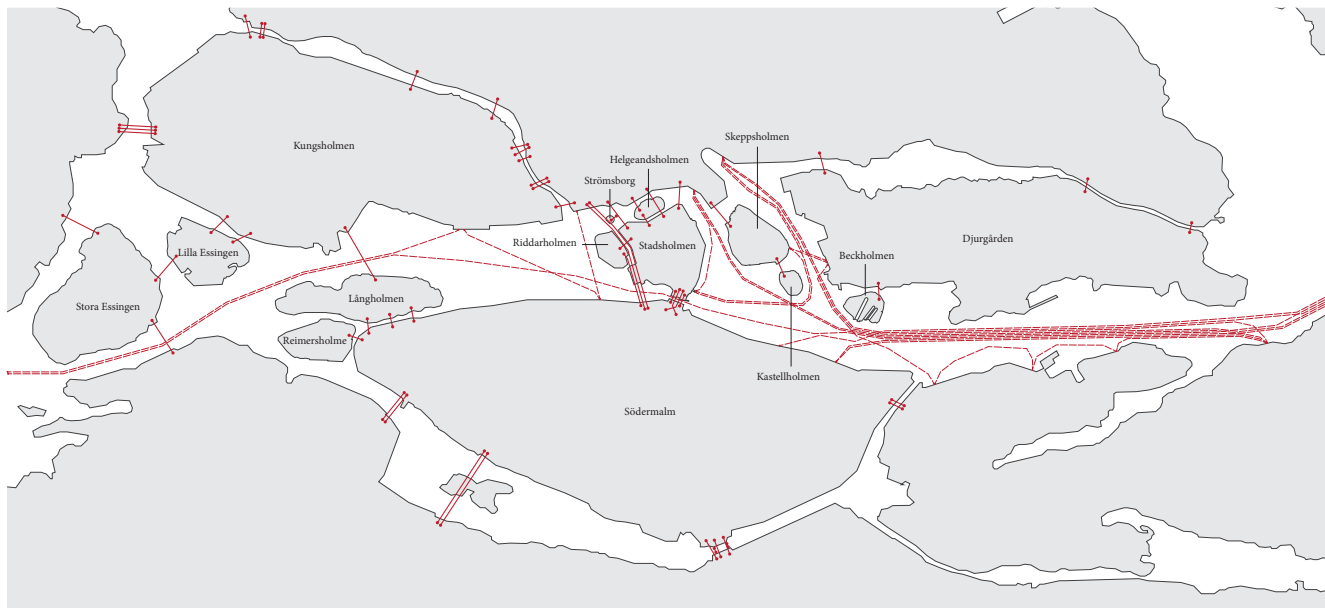 Skeppsholmen
Kungsholmen
Helgeandsholmen
Strömsborg
Riddarholmen
Stadsholmen
Djurgården
Lilla Essingen
Beckholmen
Långholmen
Stora Essingen
Reimersholme
Kastellholmen
Södermalm